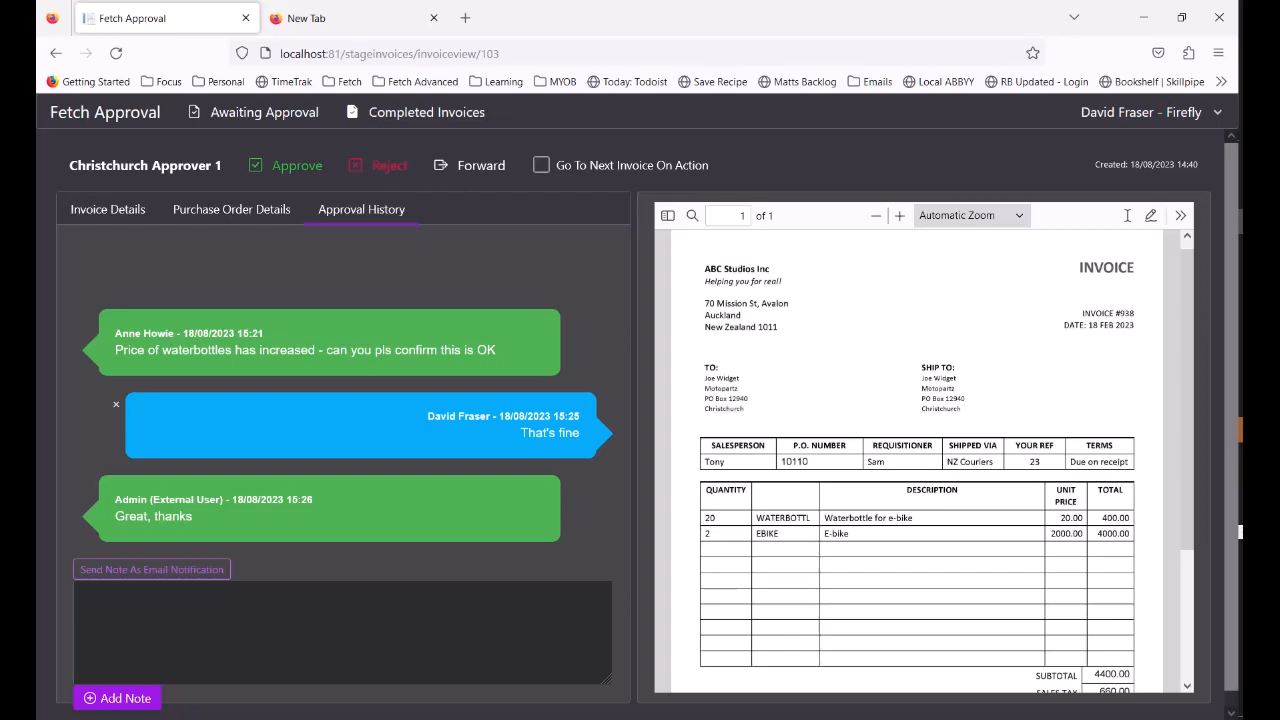 Fetch Approval
New Tab
localhost:81/stageinvoices/invoiceview/103
Getting Started Focus Personal TimeTrak Fetch Fetch Advanced Learning MYOB Today: Todoist Save Recipe Matts Backlog Emails Local ABBYY RB Updated - Login Bookshelf | Skillpipe
Fetch Approval Awaiting Approval Completed Invoices David Fraser - Firefly
Christchurch Approver 1 Approve Reject Forward Go To Next Invoice On Action Created: 18/08/2023 14:40
Invoice Details Purchase Order Details Approval History
Anne Howie - 18/08/2023 15:21
Price of waterbottles has increased - can you pls confirm this is OK
× David Fraser - 18/08/2023 15:25
That's fine
Admin (External User) - 18/08/2023 15:26
Great, thanks
Send Note As Email Notification
Add Note
1 of 1 Automatic Zoom
ABC Studios Inc INVOICE
Helping you for real!
70 Mission St, Avalon
Auckland INVOICE #938
New Zealand 1011 DATE: 18 FEB 2023
TO: SHIP TO:
Joe Widget Joe Widget
Motopartz Motopartz
PO Box 12940 PO Box 12940
Christchurch Christchurch
SALESPERSON P.O. NUMBER REQUISITIONER SHIPPED VIA YOUR REF TERMS
Tony 10110 Sam NZ Couriers 23 Due on receipt
QUANTITY DESCRIPTION UNIT PRICE TOTAL
20 WATERBOTTL Waterbottle for e-bike 20.00 400.00
2 EBIKE E-bike 2000.00 4000.00
SUBTOTAL 4400.00
SALES TAX 660.00